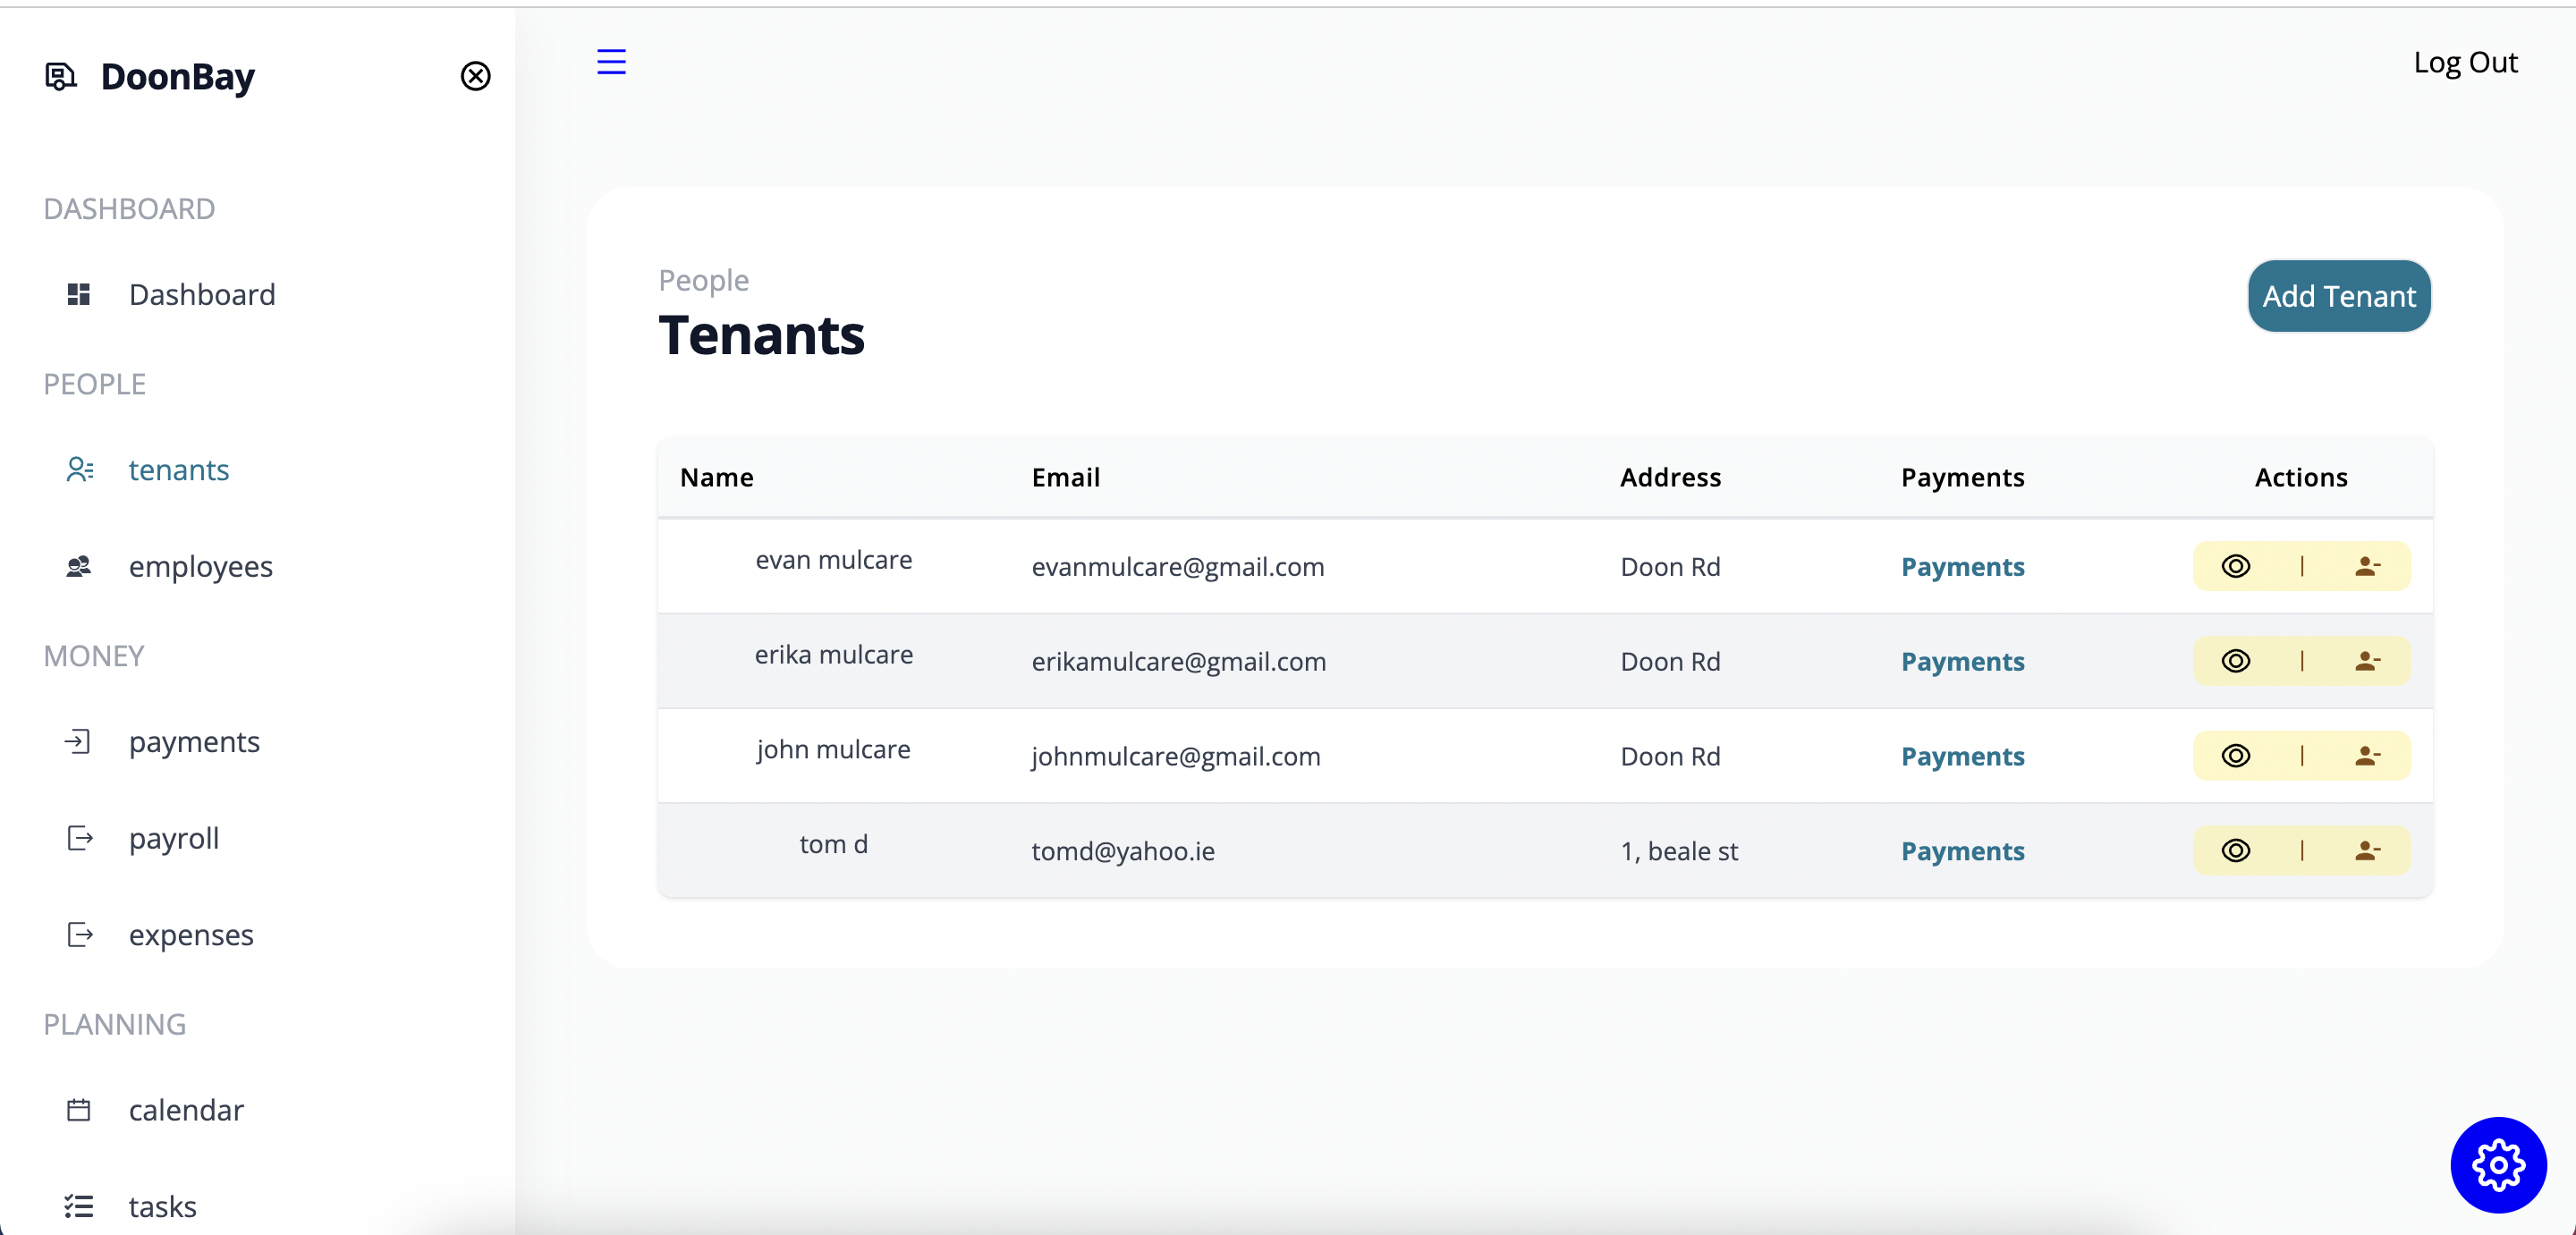 DoonBay
Log Out
DASHBOARD
Dashboard
PEOPLE
tenants
employees
MONEY
payments
payroll
expenses
PLANNING
calendar
tasks
People
Tenants
Add Tenant
Name Email Address Payments Actions
evan mulcare evanmulcare@gmail.com Doon Rd Payments |
erika mulcare erikamulcare@gmail.com Doon Rd Payments |
john mulcare johnmulcare@gmail.com Doon Rd Payments |
tom d tomd@yahoo.ie 1, beale st Payments |